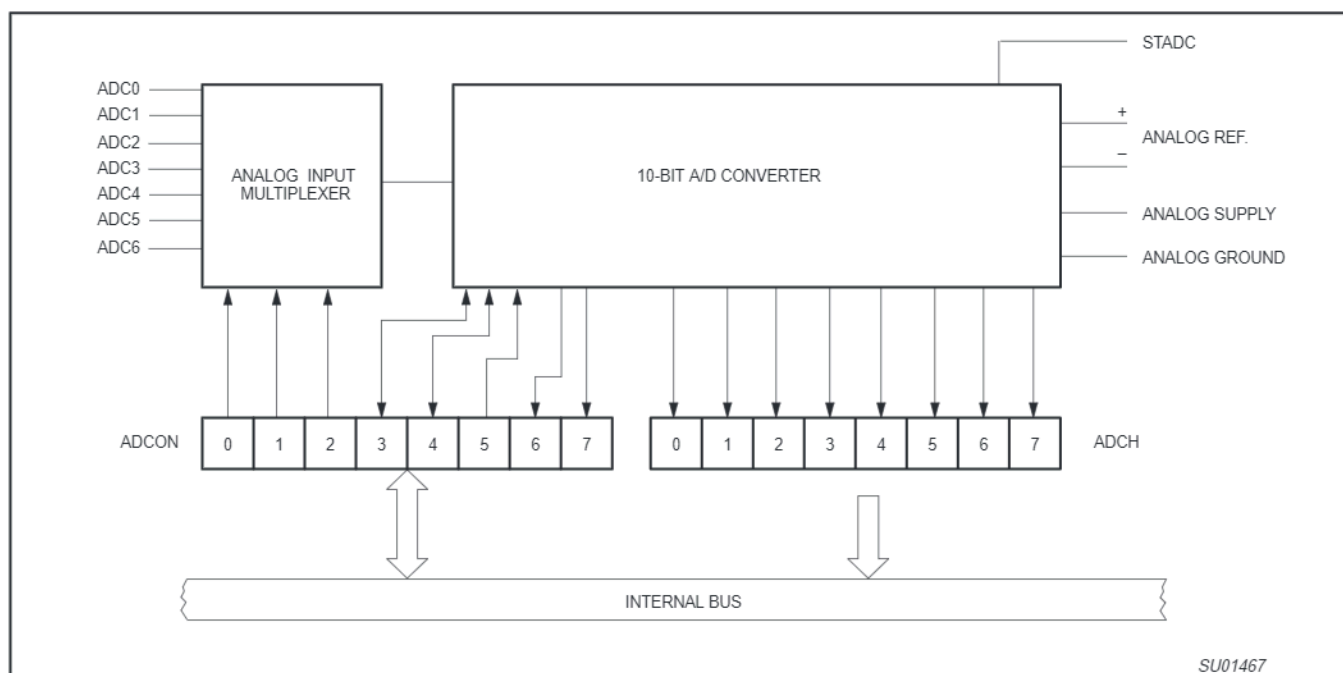 STADC
ADC0
ADC1
ADC2
ADC3
ADC4
ADC5
ADC6
ANALOG INPUT
MULTIPLEXER
10-BIT A/D CONVERTER
+
ANALOG REF.
–
ANALOG SUPPLY
ANALOG GROUND
ADCON 0 1 2 3 4 5 6 7
0 1 2 3 4 5 6 7 ADCH
INTERNAL BUS
SU01467